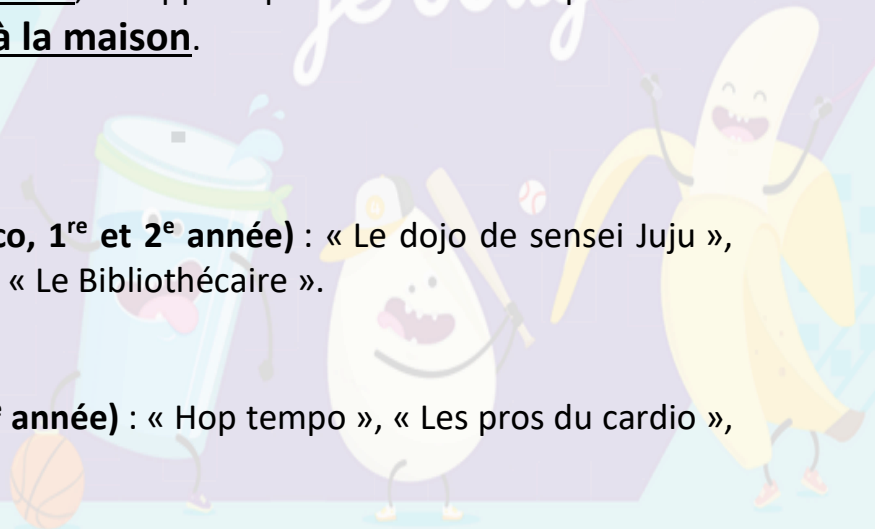 à la maison.
co, 1re et 2e année) : « Le dojo de sensei Juju »,
« Le Bibliothécaire ».
e année) : « Hop tempo », « Les pros du cardio »,